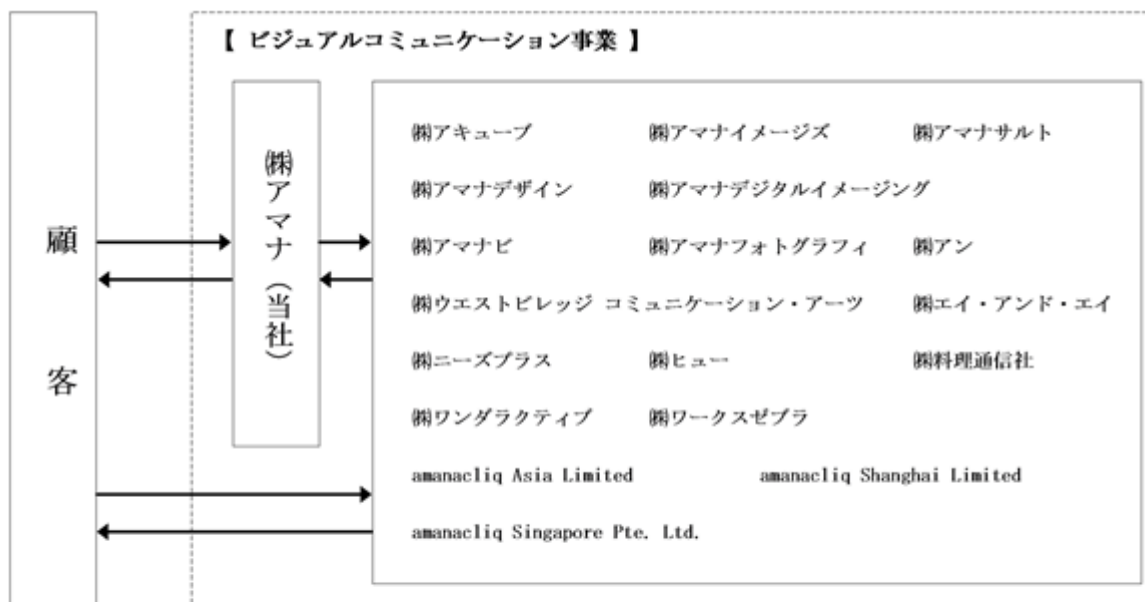 【 ビジュアルコミュニケーション事業 】
顧客
㈱アマナ（当社）
㈱アキューブ ㈱アマナイメージズ ㈱アマナサルト
㈱アマナデザイン ㈱アマナデジタルイメージング
㈱アマナビ ㈱アマナフォトグラフィ ㈱アン
㈱ウエストビレッジ コミュニケーション・アーツ ㈱エイ・アンド・エイ
㈱ニーズプラス ㈱ヒュー ㈱料理通信社
㈱ワンダラクティブ ㈱ワークスゼブラ
amanacliq Asia Limited amanacliq Shanghai Limited
amanacliq Singapore Pte. Ltd.